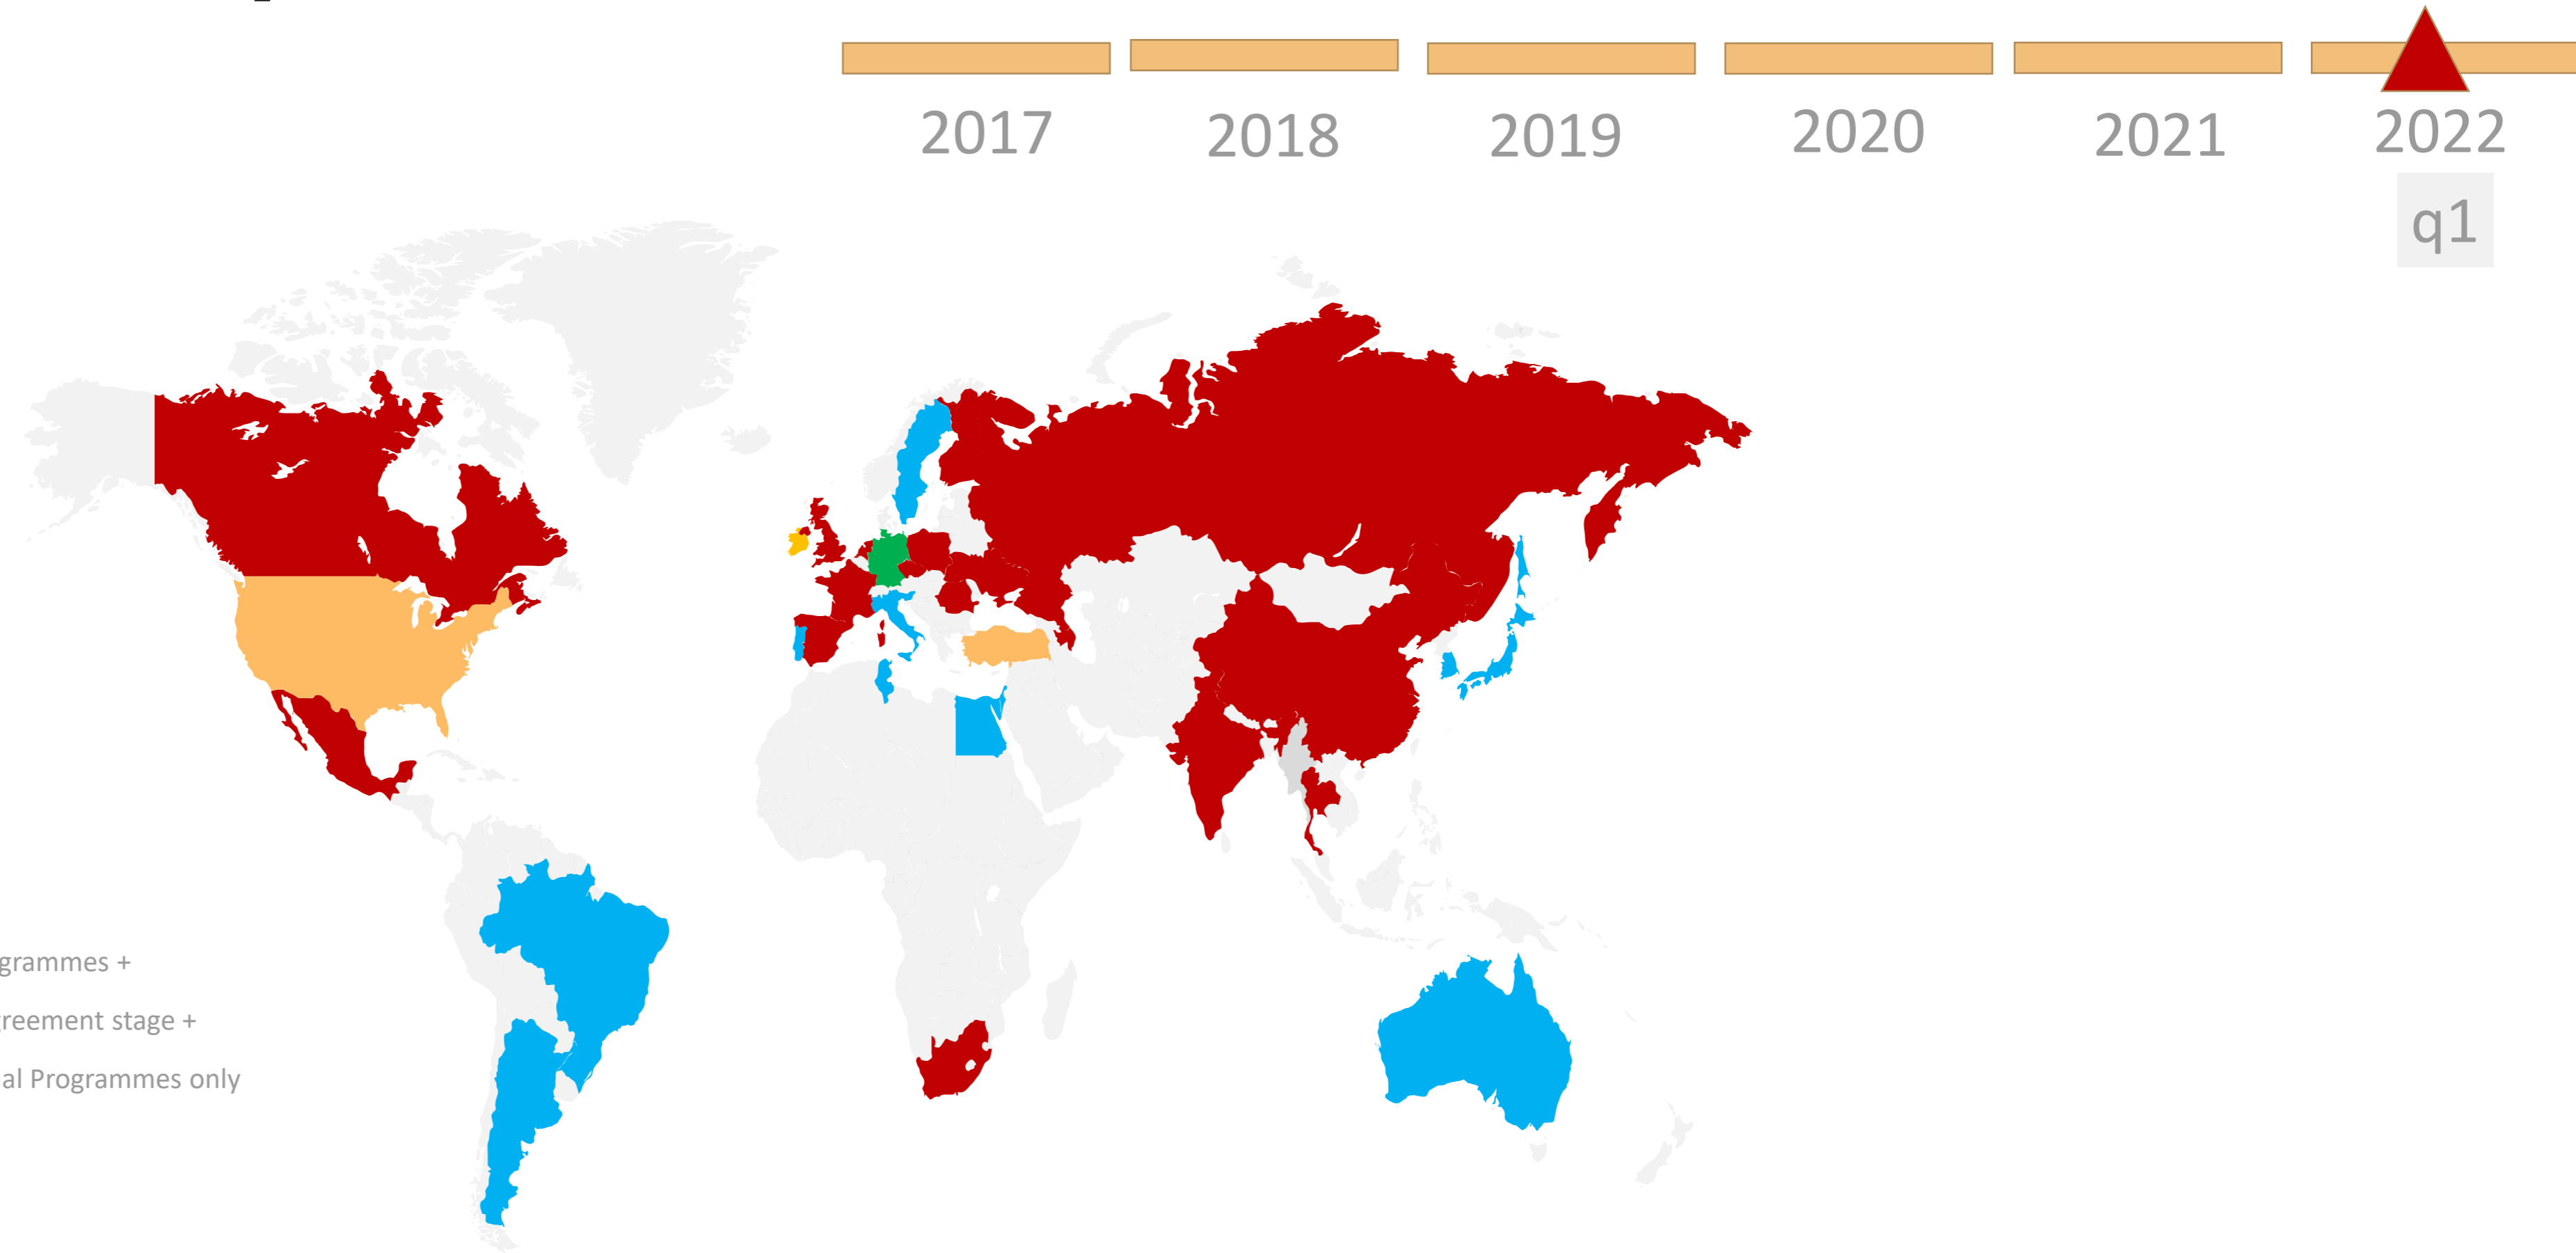 2017 2018 2019 2020 2021 2022
q1
grammes +
reement stage +
al Programmes only